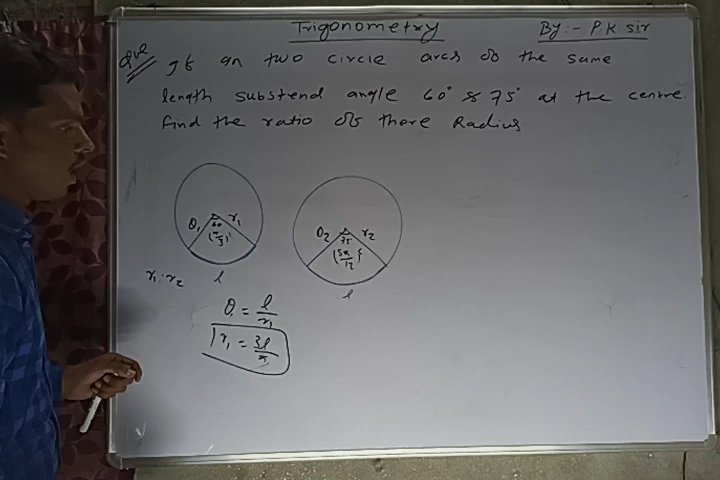 Trigonometry By:- P.K sir
Que If an two circle arcs of the same
length substend angle 60° & 75° at the centre.
find the ratio of there Radius
θ₁ 60 r₁
(π/3)ᶜ
l
θ₂ 75 r₂
(5π/12)ᶜ
l
r₁:r₂
θ₁ = l/r₁
r₁ = 3l/π